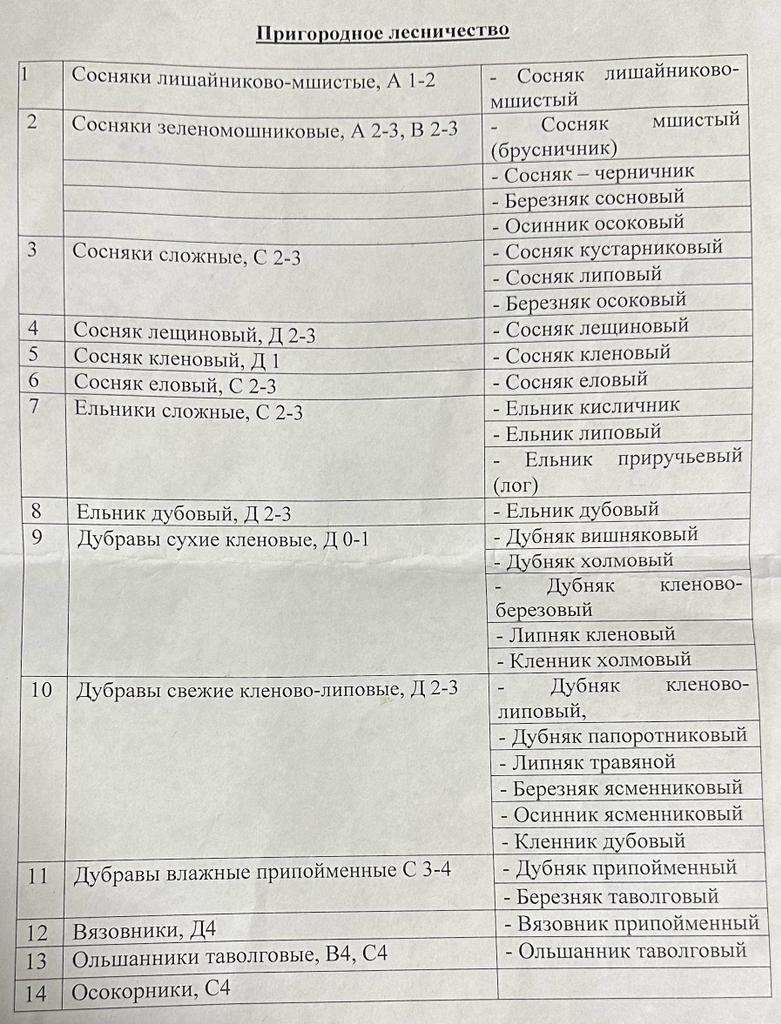 Пригородное лесничество
1 Сосняки лишайниково-мшистые, А 1-2 - Сосняк лишайниково-
мшистый
2 Сосняки зеленомошниковые, А 2-3, В 2-3 - Сосняк мшистый
(брусничник)
- Сосняк – черничник
- Березняк сосновый
- Осинник осоковый
3 Сосняки сложные, С 2-3 - Сосняк кустарниковый
- Сосняк липовый
- Березняк осоковый
4 Сосняк лещиновый, Д 2-3 - Сосняк лещиновый
5 Сосняк кленовый, Д 1 - Сосняк кленовый
6 Сосняк еловый, С 2-3 - Сосняк еловый
7 Ельники сложные, С 2-3 - Ельник кисличник
- Ельник липовый
- Ельник приручьевый
(лог)
8 Ельник дубовый, Д 2-3 - Ельник дубовый
9 Дубравы сухие кленовые, Д 0-1 - Дубняк вишняковый
- Дубняк холмовый
- Дубняк кленово-
березовый
- Липняк кленовый
- Кленник холмовый
10 Дубравы свежие кленово-липовые, Д 2-3 - Дубняк кленово-
липовый,
- Дубняк папоротниковый
- Липняк травяной
- Березняк ясменниковый
- Осинник ясменниковый
- Кленник дубовый
11 Дубравы влажные припойменные С 3-4 - Дубняк припойменный
- Березняк таволговый
12 Вязовники, Д4 - Вязовник припойменный
13 Ольшанники таволговые, В4, С4 - Ольшанник таволговый
14 Осокорники, С4